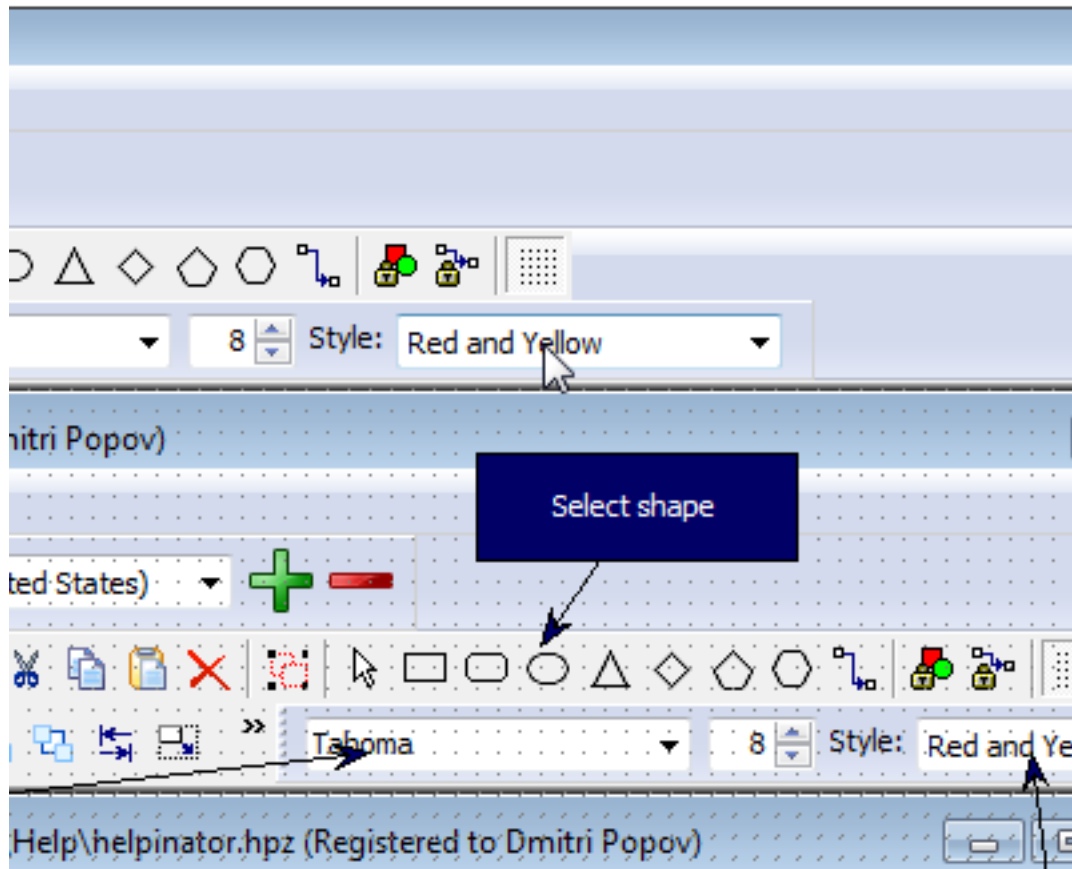 8 Style: Red and Yellow
Dmitri Popov)
Select shape
ted States)
Tahoma 8 Style: Red and Ye
Help\helpinator.hpz (Registered to Dmitri Popov)